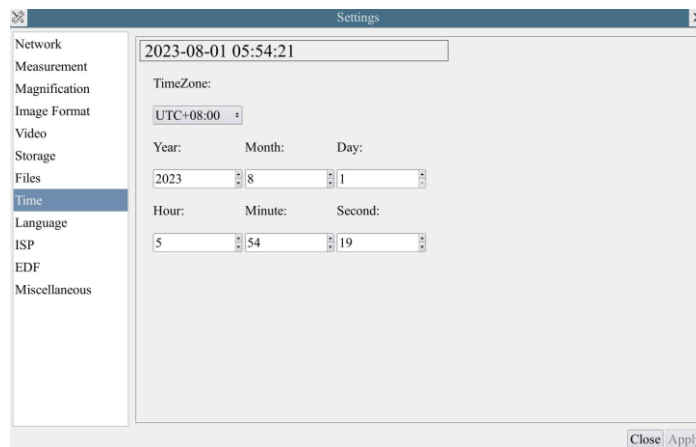 Settings
Network
Measurement
Magnification
Image Format
Video
Storage
Files
Time
Language
ISP
EDF
Miscellaneous
2023-08-01 05:54:21
TimeZone:
UTC+08:00
Year: Month: Day:
2023 8 1
Hour: Minute: Second:
5 54 19
Close Apply